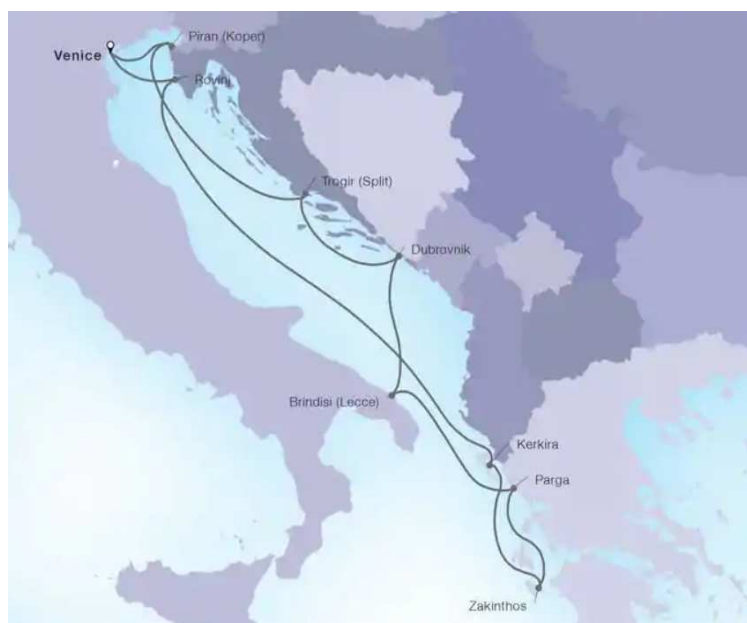 Piran (Koper)
Venice
Rovinj
Trogir (Split)
Dubrovnik
Brindisi (Lecce)
Kerkira
Parga
Zakinthos